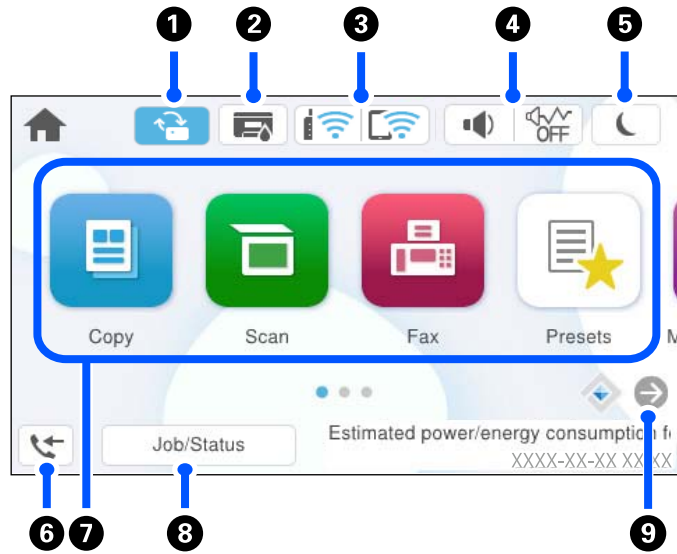 1 2 3 4 5
OFF
Copy Scan Fax Presets M
Job/Status
Estimated power/energy consumption f
XXXX-XX-XX XX:XX
6 7 8 9